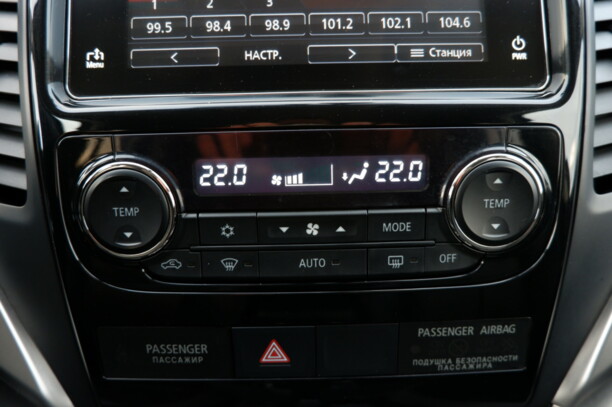 1 2 3
99.5 98.4 98.9 101.2 102.1 104.6
< НАСТР. > Станция
Menu PWR
22.0 22.0
TEMP TEMP
MODE
AUTO OFF
PASSENGER
ПАССАЖИР
PASSENGER AIRBAG
ПОДУШКА БЕЗОПАСНОСТИ
ПАССАЖИРА